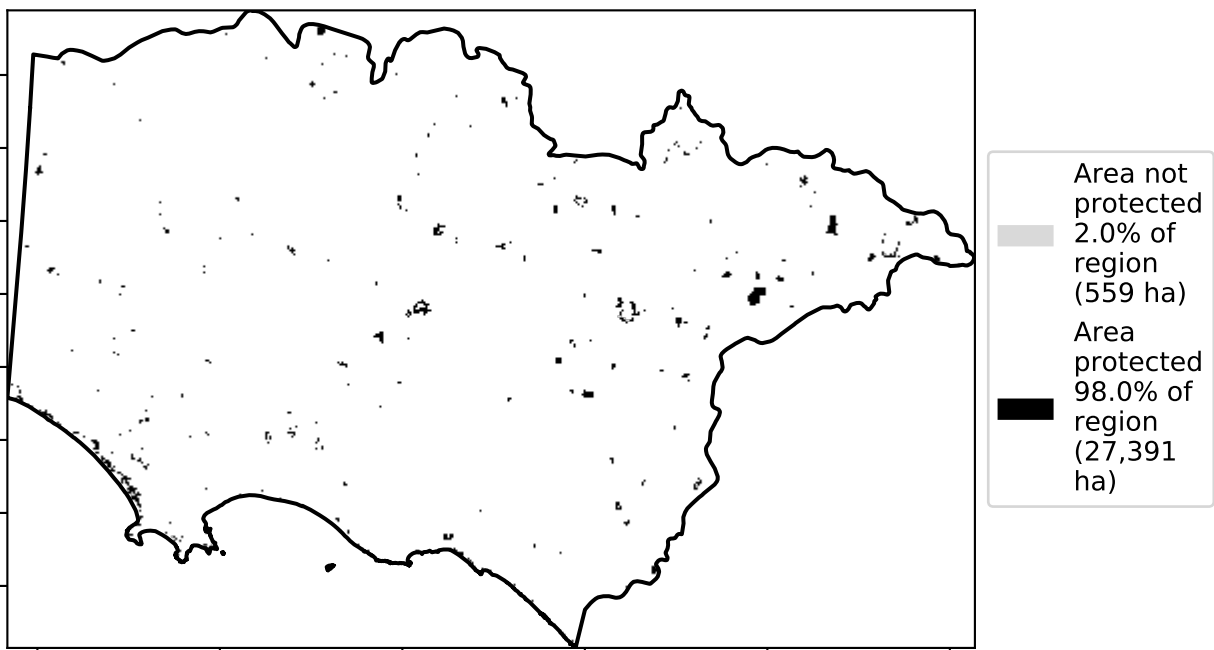 Area not
protected
2.0% of
region
(559 ha)
Area
protected
98.0% of
region
(27,391
ha)